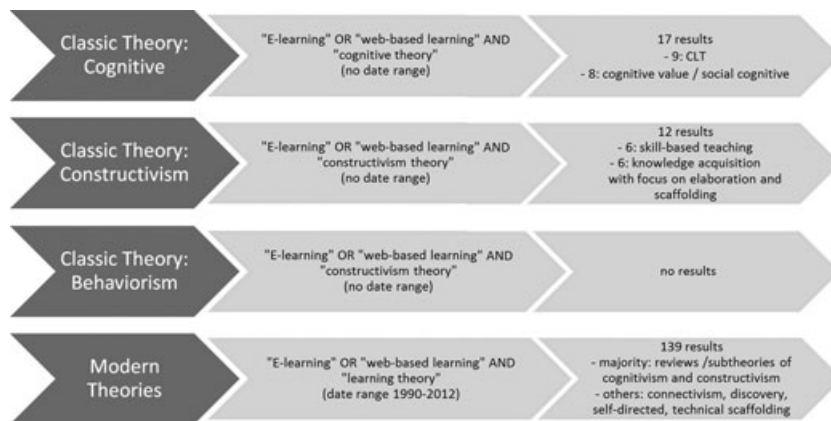 Classic Theory:
Cognitive
"E-learning" OR "web-based learning" AND
"cognitive theory"
(no date range)
17 results
- 9: CLT
- 8: cognitive value / social cognitive
Classic Theory:
Constructivism
"E-learning" OR "web-based learning" AND
"constructivism theory"
(no date range)
12 results
- 6: skill-based teaching
- 6: knowledge acquisition
with focus on elaboration and
scaffolding
Classic Theory:
Behaviorism
"E-learning" OR "web-based learning" AND
"constructivism theory"
(no date range)
no results
Modern
Theories
"E-learning" OR "web-based learning" AND
"learning theory"
(date range 1990-2012)
139 results
- majority: reviews /subtheories of
cognitivism and constructivism
- others: connectivism, discovery,
self-directed, technical scaffolding